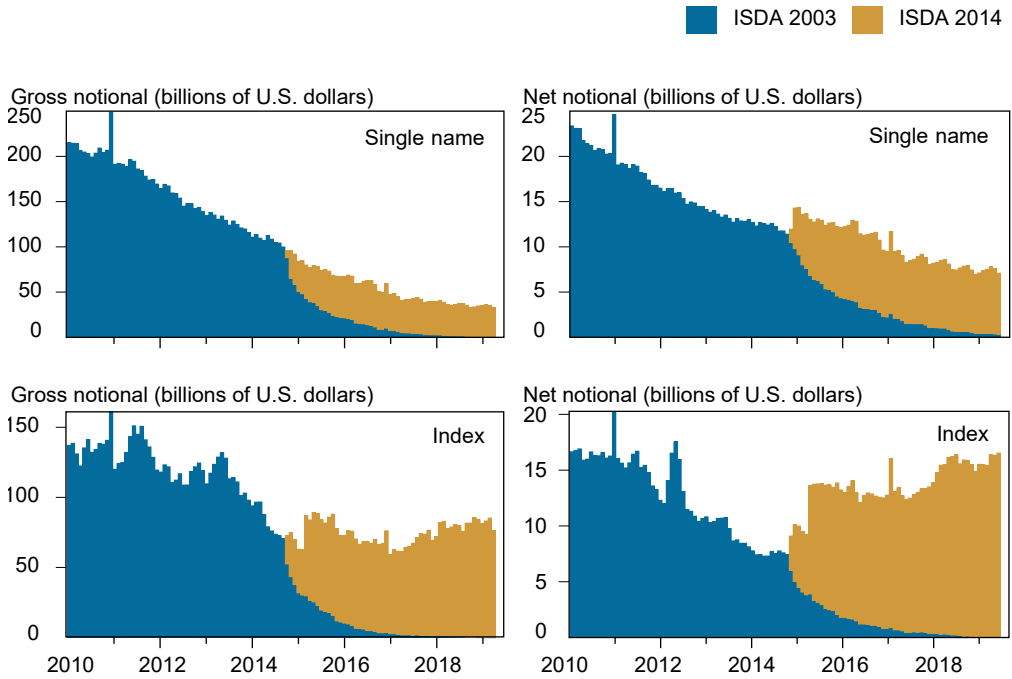 ISDA 2003 ISDA 2014
Gross notional (billions of U.S. dollars)
250
200
150
100
50
0
Single name
Net notional (billions of U.S. dollars)
25
20
15
10
5
0
Single name
Gross notional (billions of U.S. dollars)
150
100
50
0
Index
2010 2012 2014 2016 2018
Net notional (billions of U.S. dollars)
20
15
10
5
0
Index
2010 2012 2014 2016 2018